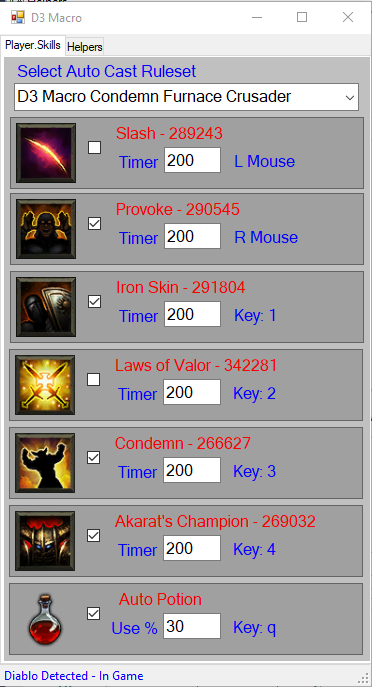 D3 Macro
Player.Skills Helpers
Select Auto Cast Ruleset
D3 Macro Condemn Furnace Crusader
Slash - 289243
Timer 200 L Mouse
Provoke - 290545
Timer 200 R Mouse
Iron Skin - 291804
Timer 200 Key: 1
Laws of Valor - 342281
Timer 200 Key: 2
Condemn - 266627
Timer 200 Key: 3
Akarat's Champion - 269032
Timer 200 Key: 4
Auto Potion
Use % 30 Key: q
Diablo Detected - In Game